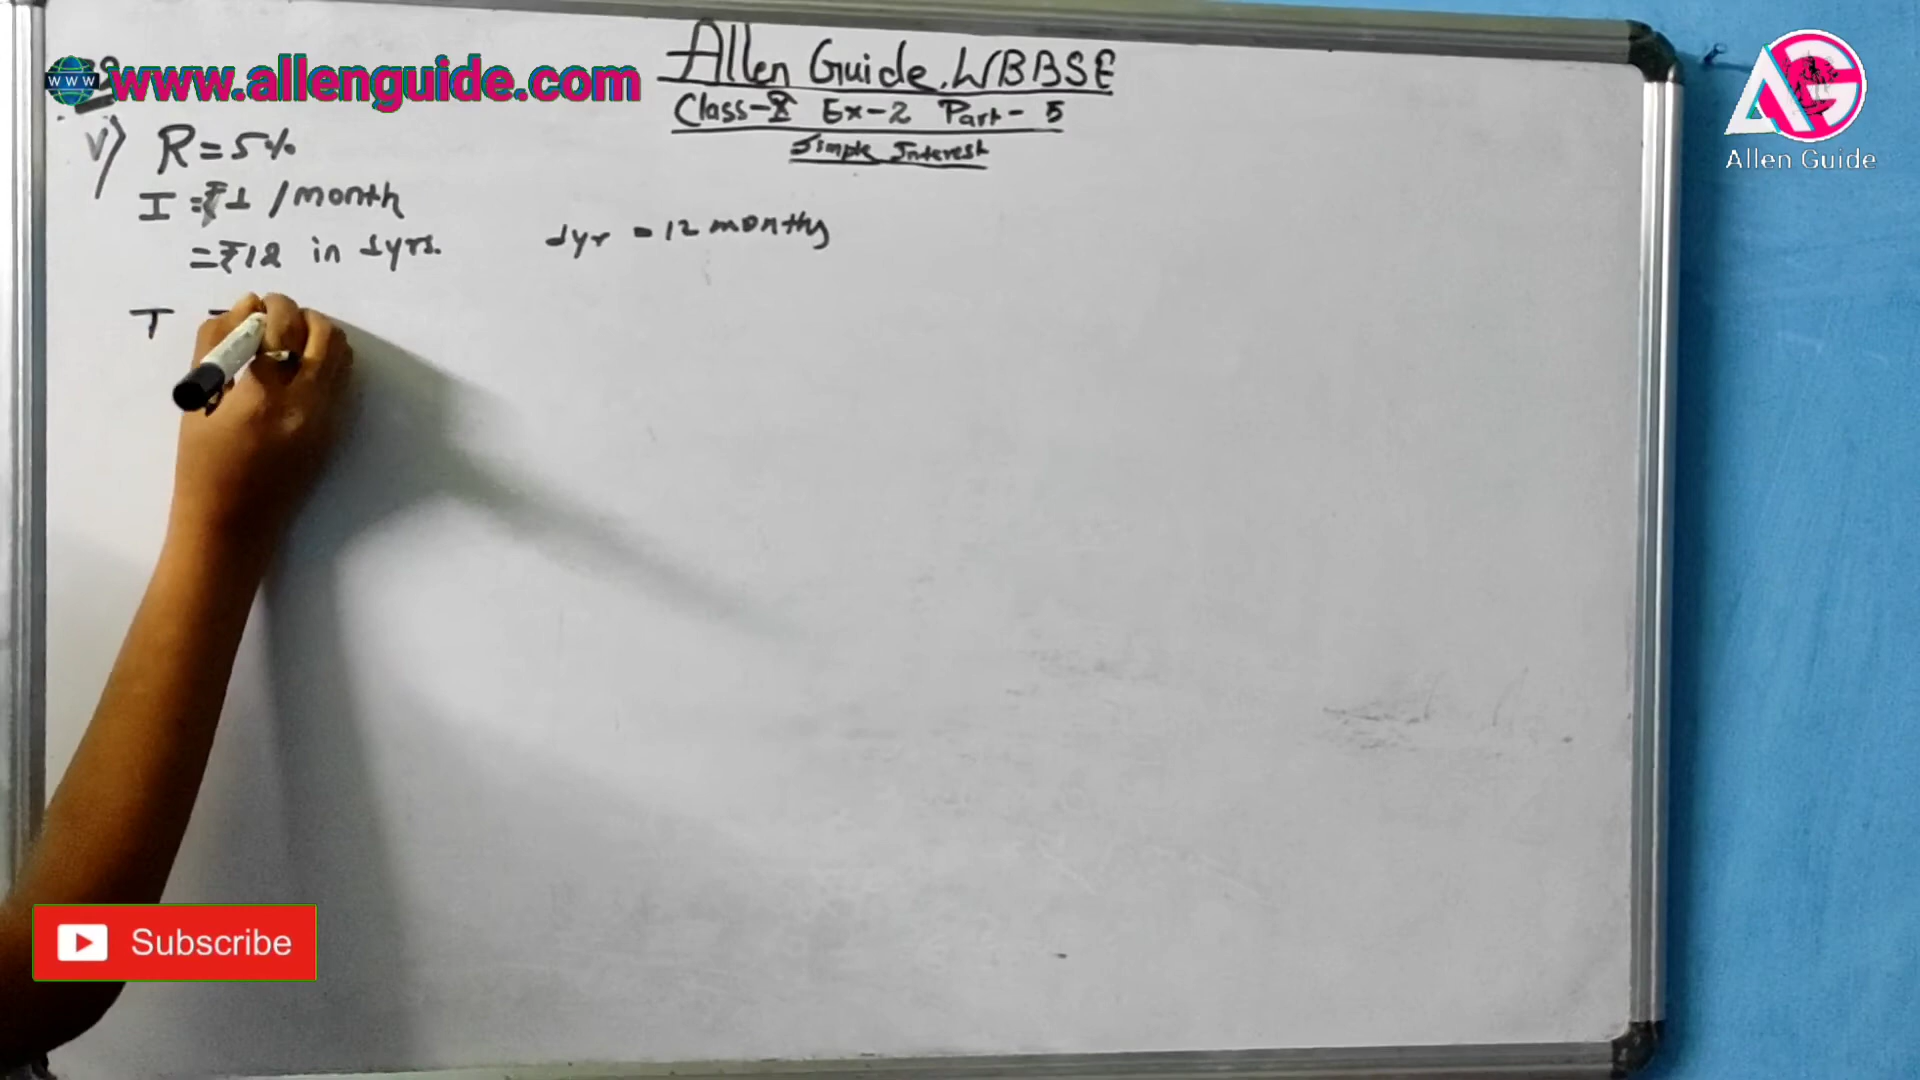 www.allenguide.com
Allen Guide, WBBSE
Class-X Ex-2 Part-5
Simple Interest
AG
Allen Guide
v) R = 5%
I = ₹1 /month
= ₹12 in 1yrs.
1yr = 12 months
T =
Subscribe